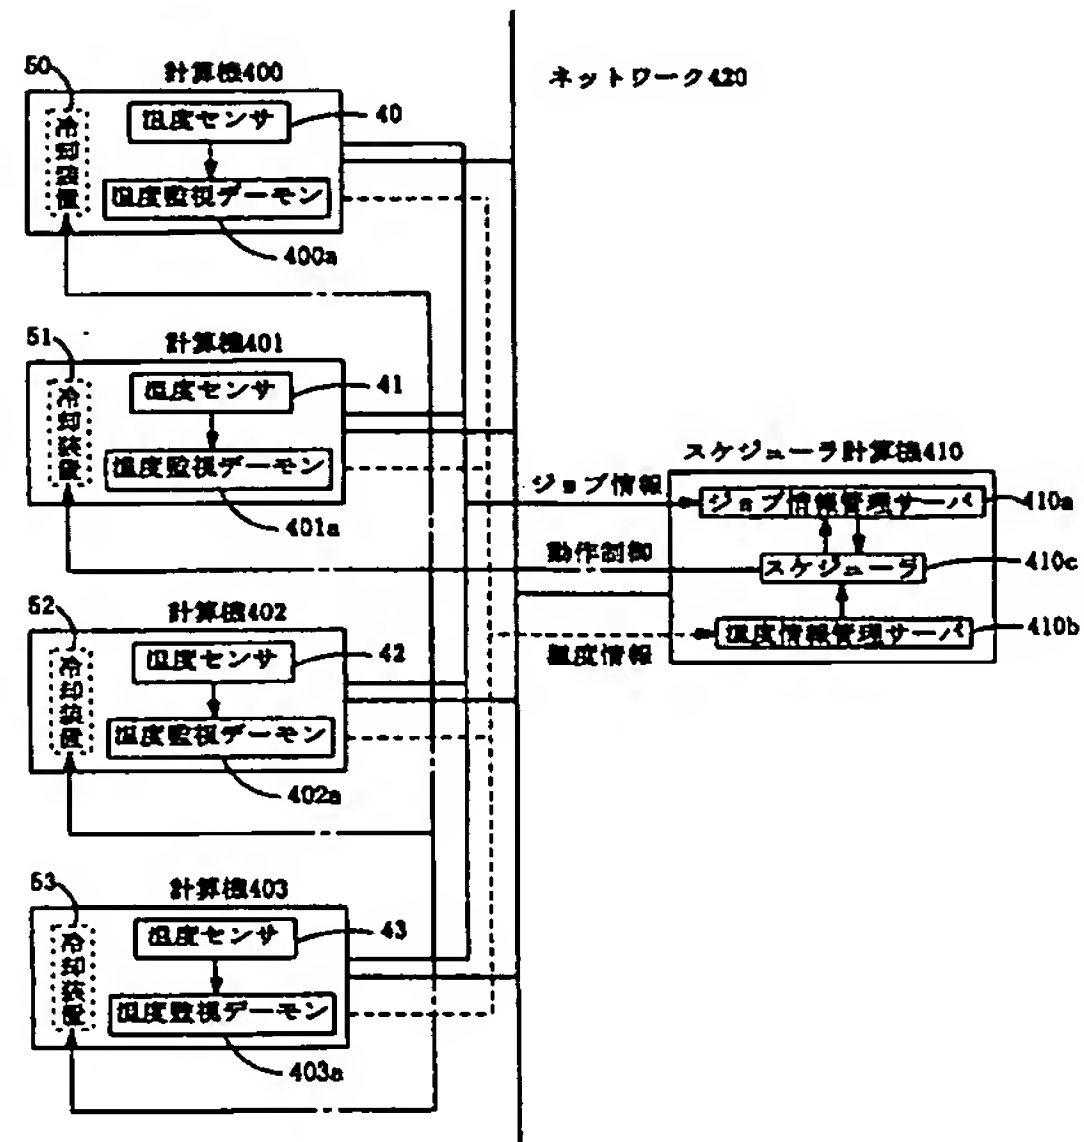 ネットワーク420
計算機400
50
冷却装置
温度センサ
40
温度監視デーモン
400a
計算機401
51
冷却装置
温度センサ
41
温度監視デーモン
401a
計算機402
52
冷却装置
温度センサ
42
温度監視デーモン
402a
計算機403
53
冷却装置
温度センサ
43
温度監視デーモン
403a
ジョブ情報
動作制御
温度情報
スケジューラ計算機410
ジョブ情報管理サーバ
410a
スケジューラ
410c
温度情報管理サーバ
410b